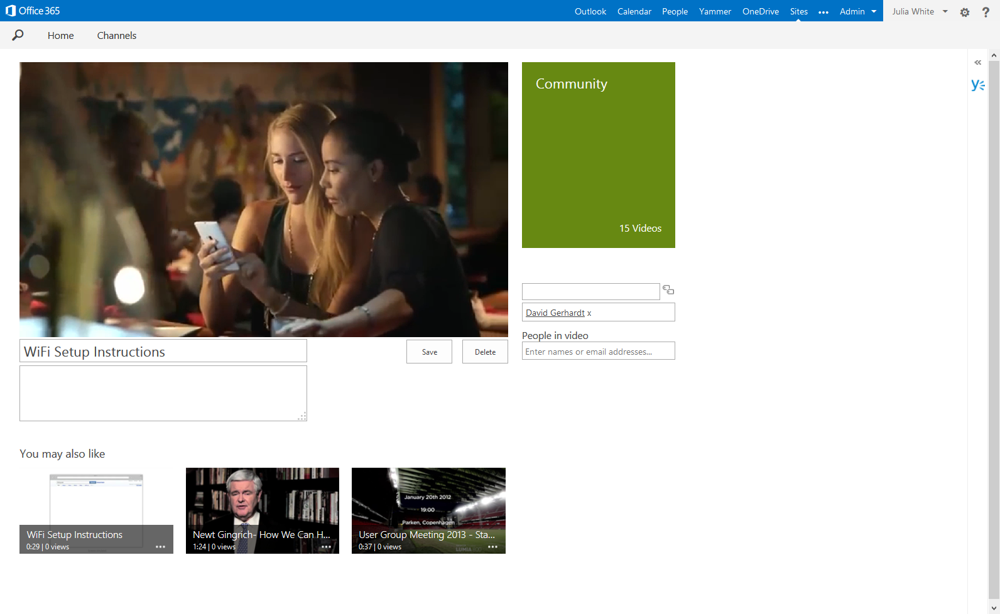 Office 365
Outlook Calendar People Yammer OneDrive Sites ••• Admin Julia White ?
Home Channels
Community
15 Videos
David Gerhardt x
People in video
Enter names or email addresses...
WiFi Setup Instructions
Save Delete
You may also like
WiFi Setup Instructions
0:29 | 0 views
Newt Gingrich- How We Can H...
1:24 | 0 views
January 20th 2012
19:00
Parken, Copenhagen
User Group Meeting 2013 - Sta...
0:37 | 0 views
LUMIA 800